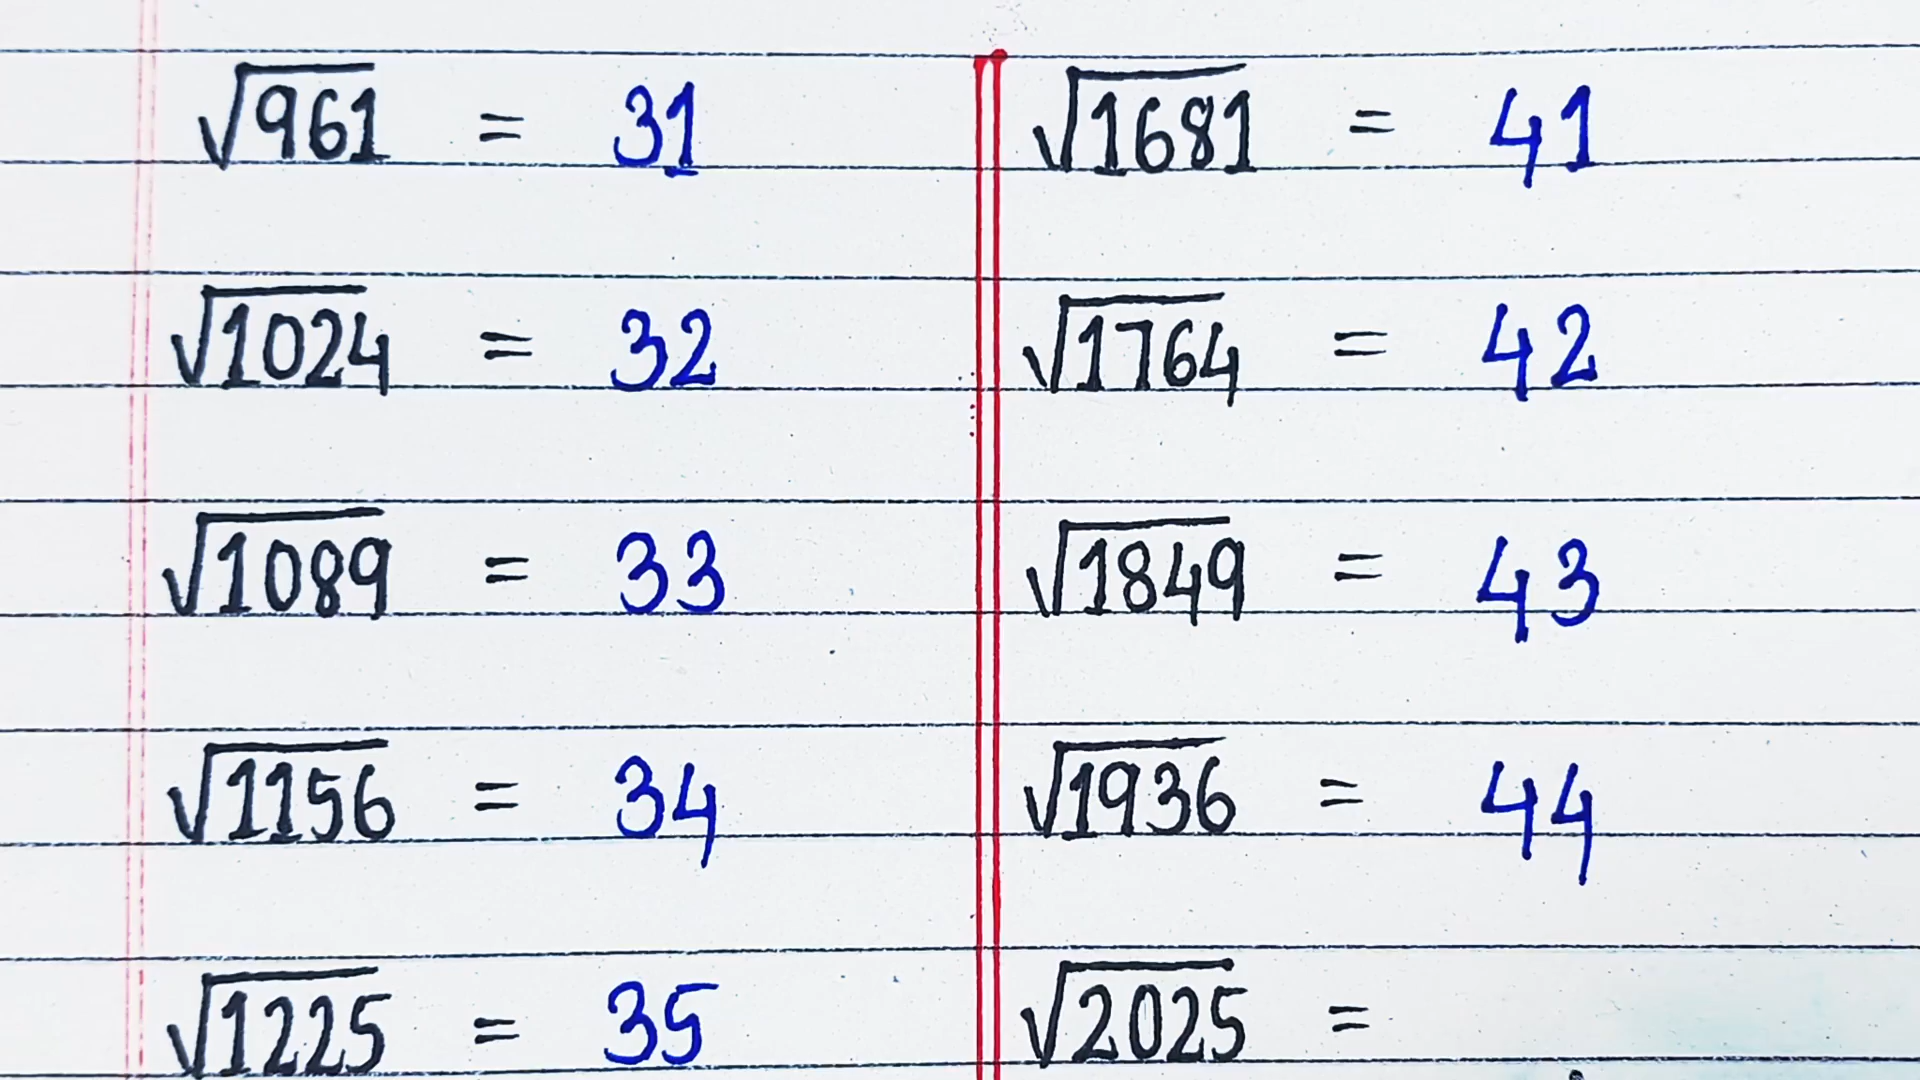 √961 = 31
√1024 = 32
√1089 = 33
√1156 = 34
√1225 = 35
√1681 = 41
√1764 = 42
√1849 = 43
√1936 = 44
√2025 =